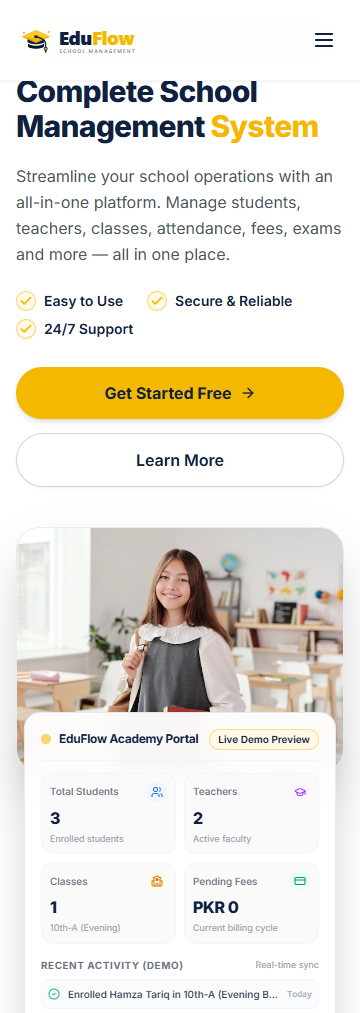 EduFlow
SCHOOL MANAGEMENT
Complete School
Management System
Streamline your school operations with an
all-in-one platform. Manage students,
teachers, classes, attendance, fees, exams
and more — all in one place.
Easy to Use
Secure & Reliable
24/7 Support
Get Started Free →
Learn More
EduFlow Academy Portal
Live Demo Preview
Total Students
3
Enrolled students
Teachers
2
Active faculty
Classes
1
10th-A (Evening)
Pending Fees
PKR 0
Current billing cycle
RECENT ACTIVITY (DEMO)
Real-time sync
Enrolled Hamza Tariq in 10th-A (Evening B...
Today